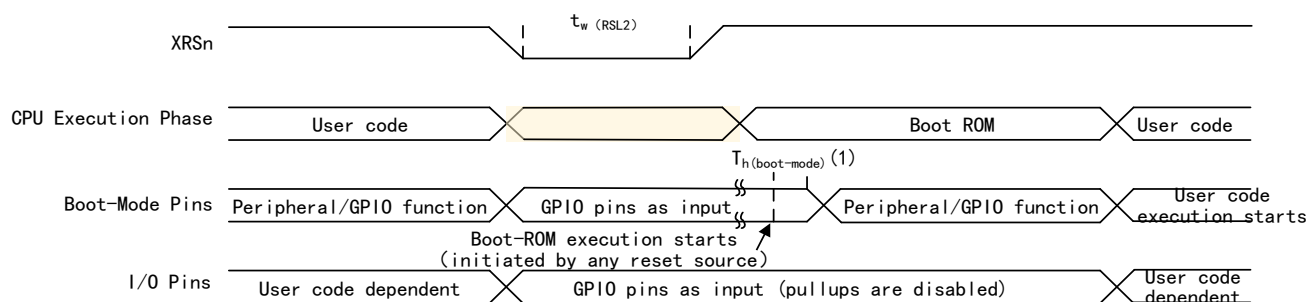 t_w (RSL2)
XRSn
CPU Execution Phase
User code
Boot ROM
User code
T_h(boot-mode) (1)
Boot-Mode Pins
Peripheral/GPIO function
GPIO pins as input
Peripheral/GPIO function
User code
execution starts
Boot-ROM execution starts
(initiated by any reset source)
I/O Pins
User code dependent
GPIO pins as input (pullups are disabled)
User code
dependent